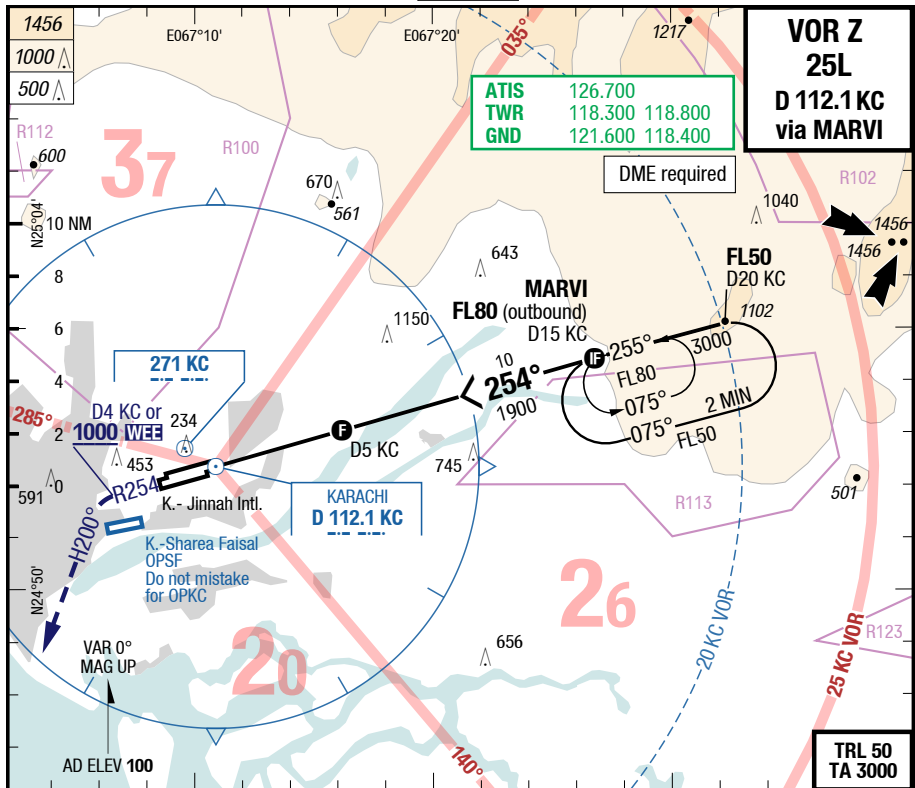 1456
1000
500
E067°10'
E067°20'
035°
1217
VOR Z
25L
D 112.1 KC
via MARVI
ATIS 126.700
TWR 118.300 118.800
GND 121.600 118.400
DME required
R112
600
37
R100
670
561
R102
1040
1456
1456
N25°04'
10 NM
8
6
4
2
0
643
MARVI
FL80 (outbound)
D15 KC
FL50
D20 KC
1102
1150
IF
255°
3000
FL80
075°
2 MIN
075°
FL50
10
254°
1900
271 KC
285°
D4 KC or
1000 WEE
234
453
591
F
D5 KC
745
R254
K.- Jinnah Intl.
KARACHI
D 112.1 KC
R113
501
H200°
K.-Sharea Faisal
OPSF
Do not mistake
for OPKC
N24°50'
26
R123
20 KC VOR
25 KC VOR
656
VAR 0°
MAG UP
20
140°
AD ELEV 100
TRL 50
TA 3000